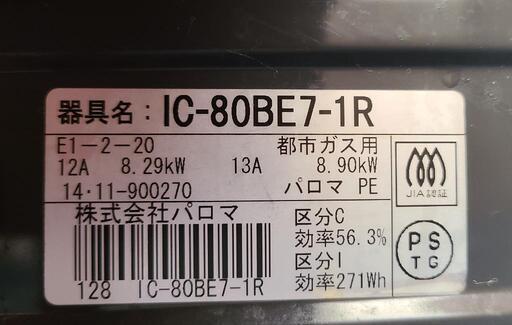 器具名: IC-80BE7-1R
E1-2-20 都市ガス用
12A 8.29kW 13A 8.90kW
14・11-900270 パロマ PE
株式会社パロマ
区分C
効率56.3%
区分I
効率271Wh
128 IC-80BE7-1R
JIA認証
PS
TG